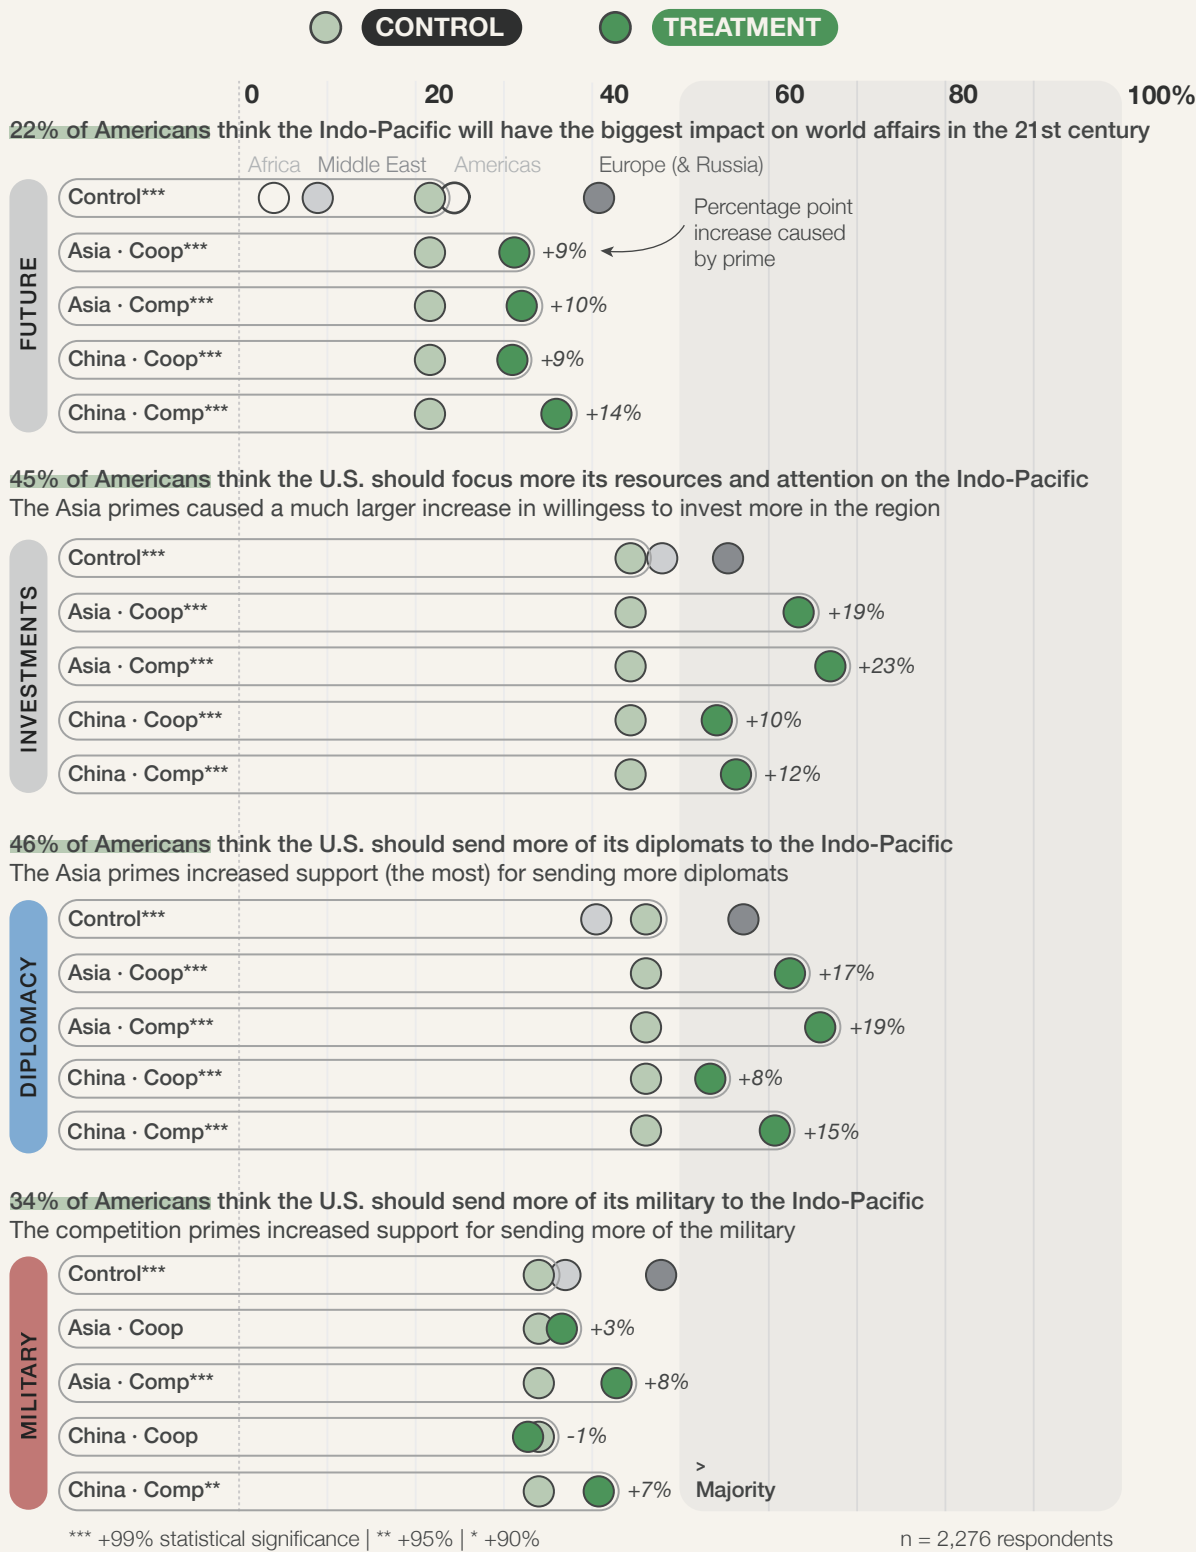 CONTROL TREATMENT
0 20 40 60 80 100%
22% of Americans think the Indo-Pacific will have the biggest impact on world affairs in the 21st century
Africa Middle East Americas Europe (& Russia)
FUTURE
Control***
Percentage point
increase caused
by prime
Asia · Coop*** +9%
Asia · Comp*** +10%
China · Coop*** +9%
China · Comp*** +14%
45% of Americans think the U.S. should focus more its resources and attention on the Indo-Pacific
The Asia primes caused a much larger increase in willingess to invest more in the region
INVESTMENTS
Control***
Asia · Coop*** +19%
Asia · Comp*** +23%
China · Coop*** +10%
China · Comp*** +12%
46% of Americans think the U.S. should send more of its diplomats to the Indo-Pacific
The Asia primes increased support (the most) for sending more diplomats
DIPLOMACY
Control***
Asia · Coop*** +17%
Asia · Comp*** +19%
China · Coop*** +8%
China · Comp*** +15%
34% of Americans think the U.S. should send more of its military to the Indo-Pacific
The competition primes increased support for sending more of the military
MILITARY
Control***
Asia · Coop +3%
Asia · Comp*** +8%
China · Coop -1%
China · Comp** +7%
>
Majority
*** +99% statistical significance | ** +95% | * +90%
n = 2,276 respondents